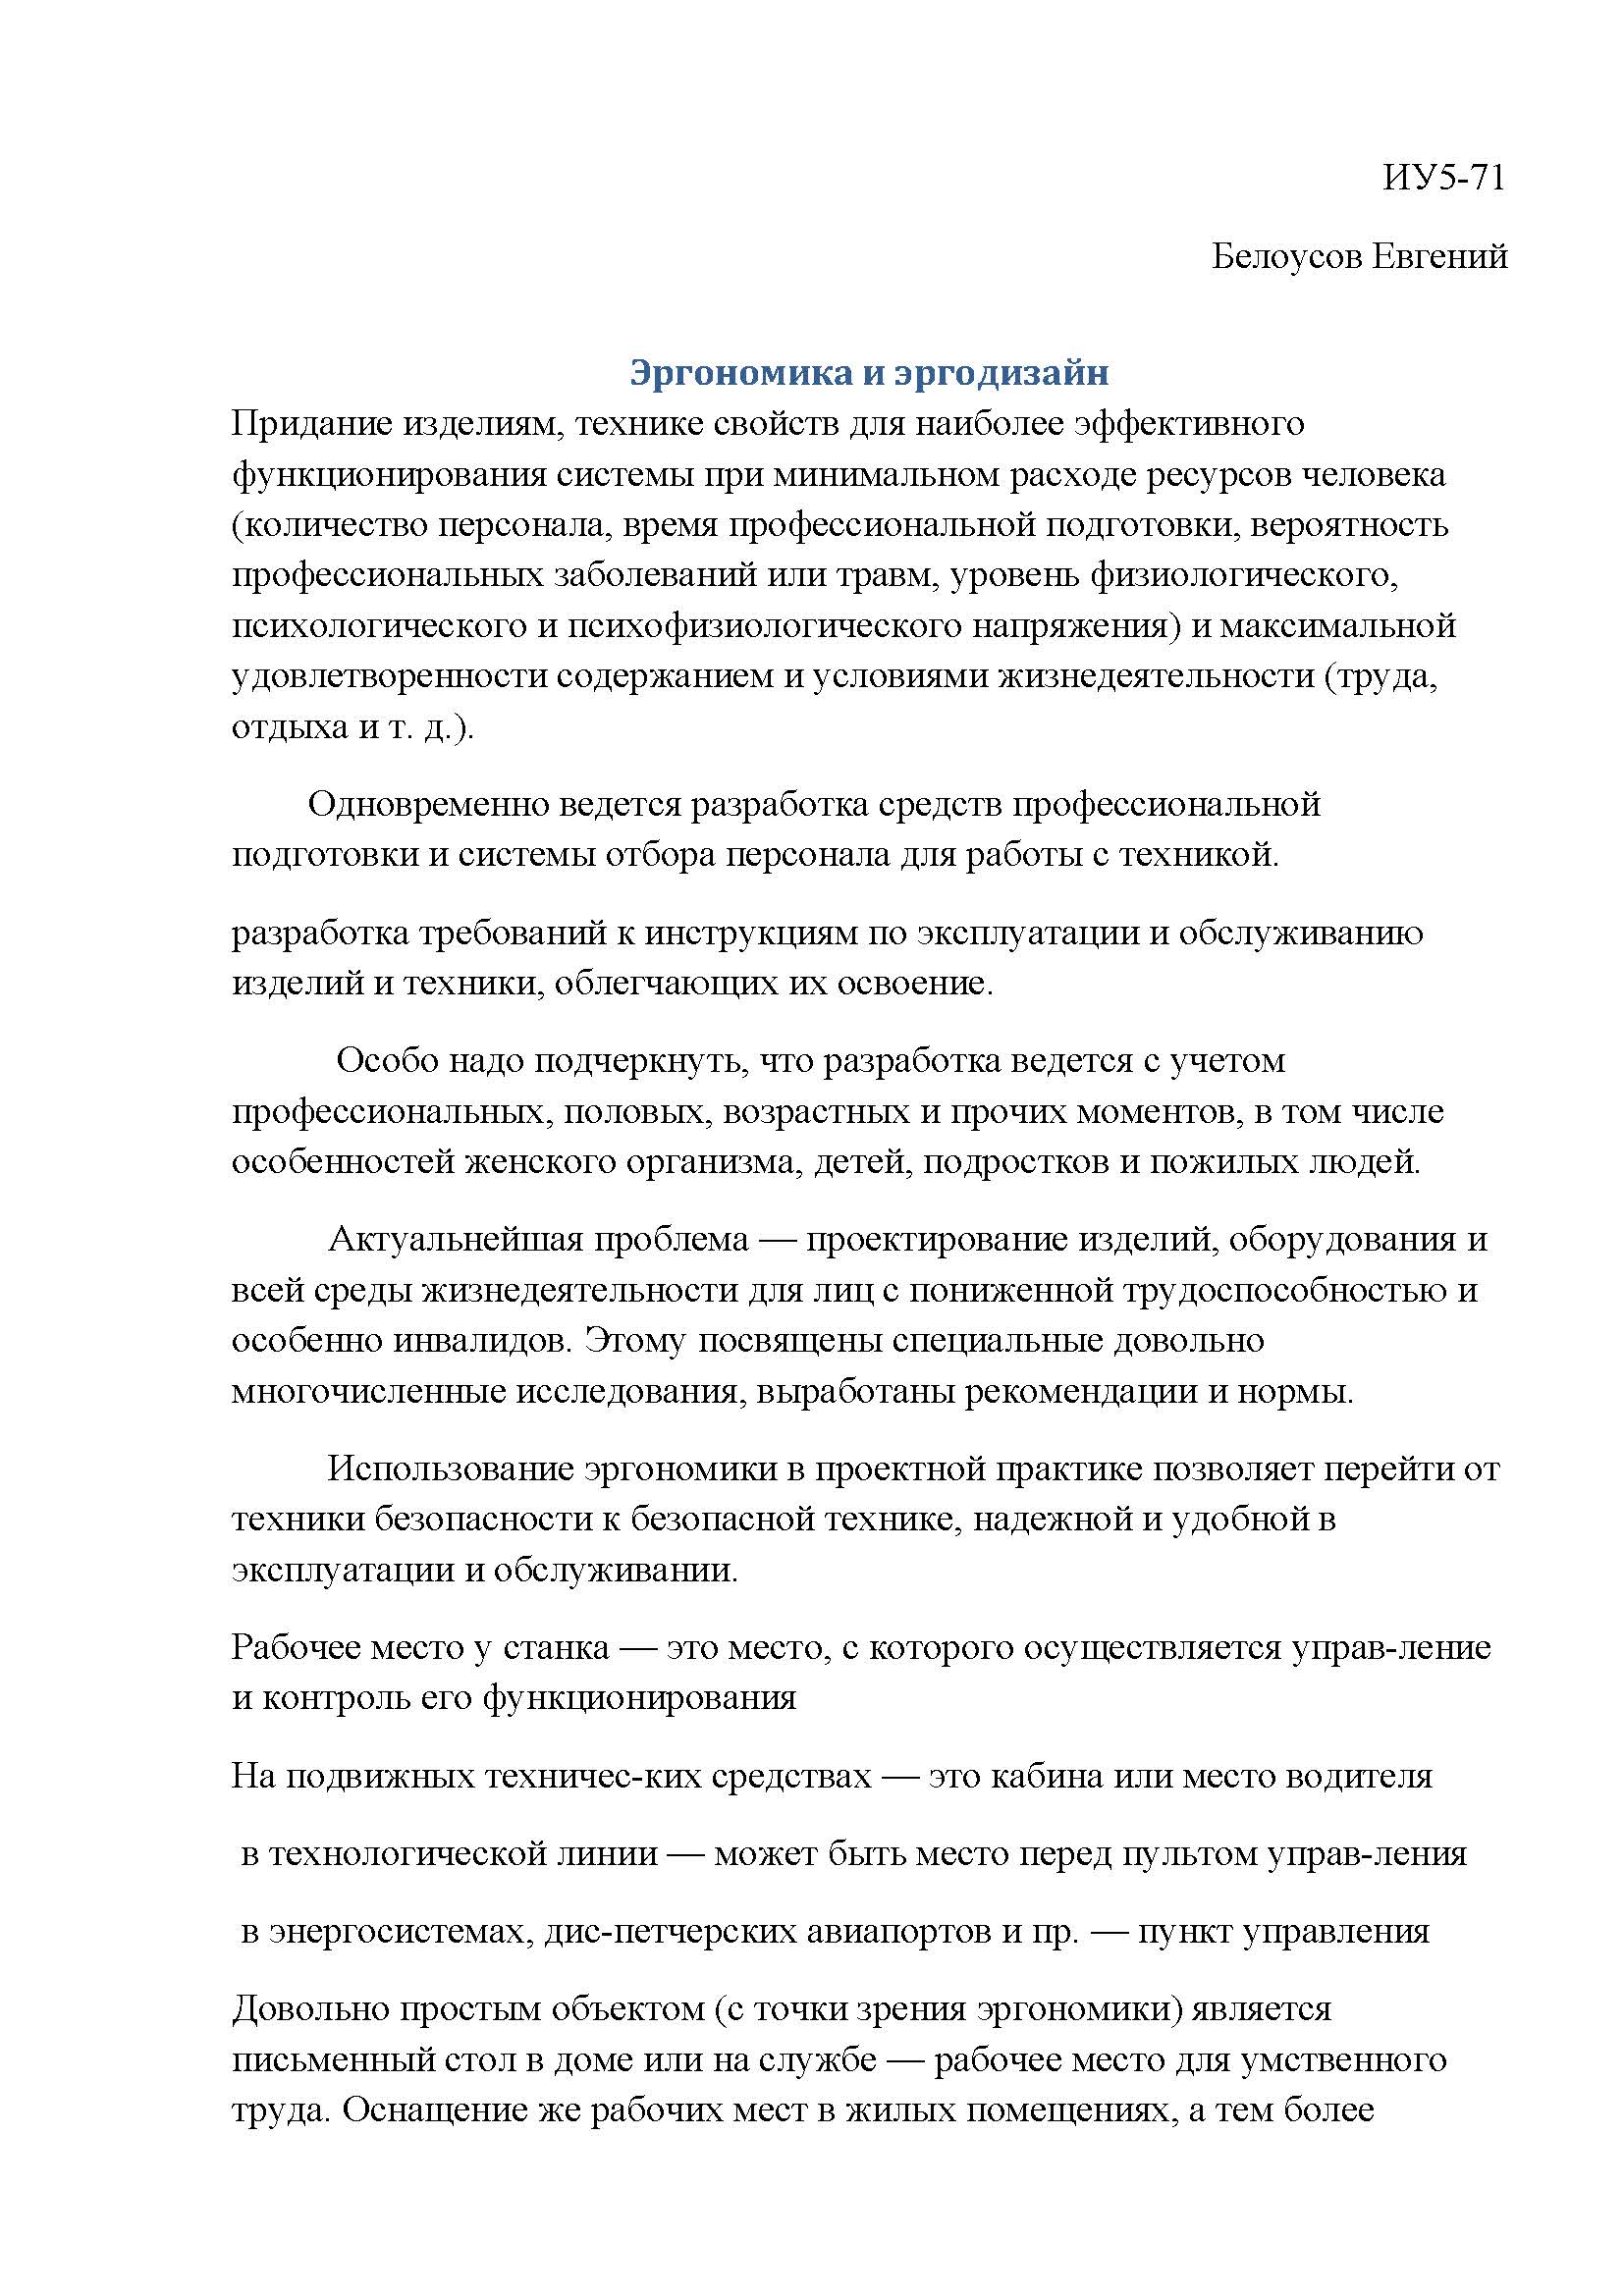 ИУ5-71
Белоусов Евгений
Эргономика и эргодизайн
Придание изделиям, технике свойств для наиболее эффективного
функционирования системы при минимальном расходе ресурсов человека
(количество персонала, время профессиональной подготовки, вероятность
профессиональных заболеваний или травм, уровень физиологического,
психологического и психофизиологического напряжения) и максимальной
удовлетворенности содержанием и условиями жизнедеятельности (труда,
отдыха и т. д.).
Одновременно ведется разработка средств профессиональной
подготовки и системы отбора персонала для работы с техникой.
разработка требований к инструкциям по эксплуатации и обслуживанию
изделий и техники, облегчающих их освоение.
Особо надо подчеркнуть, что разработка ведется с учетом
профессиональных, половых, возрастных и прочих моментов, в том числе
особенностей женского организма, детей, подростков и пожилых людей.
Актуальнейшая проблема — проектирование изделий, оборудования и
всей среды жизнедеятельности для лиц с пониженной трудоспособностью и
особенно инвалидов. Этому посвящены специальные довольно
многочисленные исследования, выработаны рекомендации и нормы.
Использование эргономики в проектной практике позволяет перейти от
техники безопасности к безопасной технике, надежной и удобной в
эксплуатации и обслуживании.
Рабочее место у станка — это место, с которого осуществляется управ-ление
и контроль его функционирования
На подвижных техничес-ких средствах — это кабина или место водителя
в технологической линии — может быть место перед пультом управ-ления
в энергосистемах, дис-петчерских авиапортов и пр. — пункт управления
Довольно простым объектом (с точки зрения эргономики) является
письменный стол в доме или на службе — рабочее место для умственного
труда. Оснащение же рабочих мест в жилых помещениях, а тем более